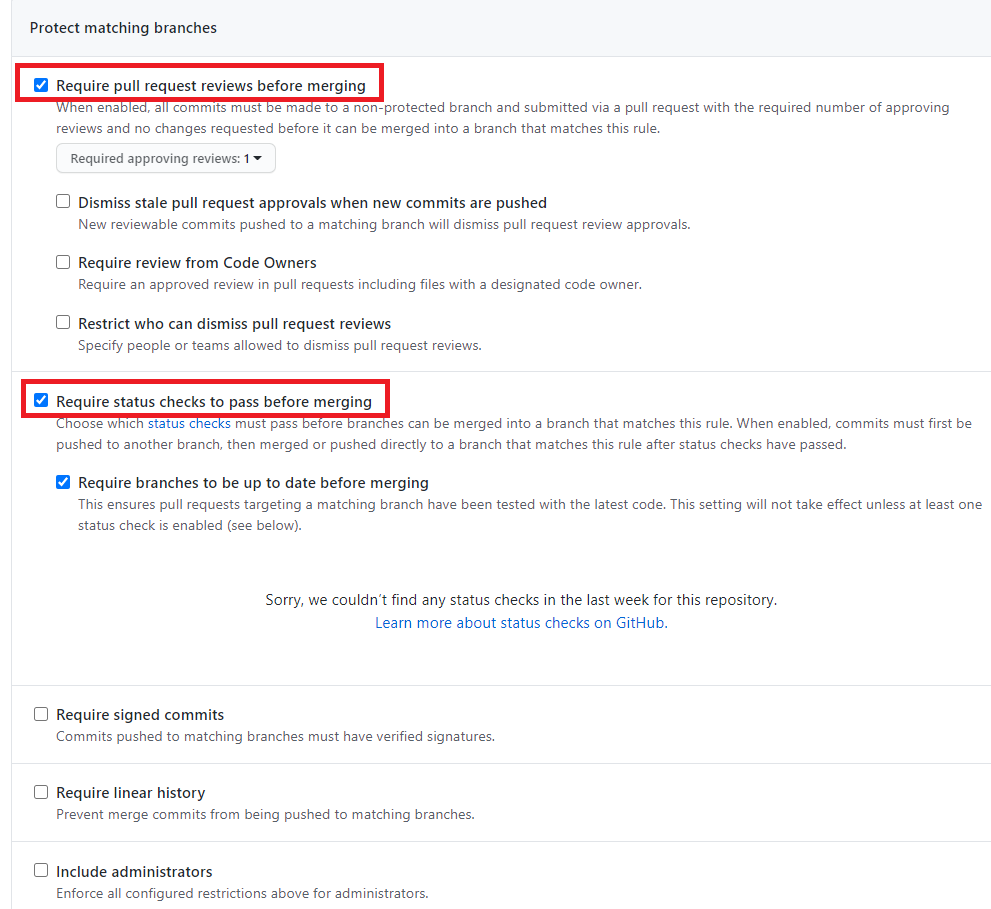 Protect matching branches
Require pull request reviews before merging
When enabled, all commits must be made to a non-protected branch and submitted via a pull request with the required number of approving
reviews and no changes requested before it can be merged into a branch that matches this rule.
Required approving reviews: 1
Dismiss stale pull request approvals when new commits are pushed
New reviewable commits pushed to a matching branch will dismiss pull request review approvals.
Require review from Code Owners
Require an approved review in pull requests including files with a designated code owner.
Restrict who can dismiss pull request reviews
Specify people or teams allowed to dismiss pull request reviews.
Require status checks to pass before merging
Choose which status checks must pass before branches can be merged into a branch that matches this rule. When enabled, commits must first be
pushed to another branch, then merged or pushed directly to a branch that matches this rule after status checks have passed.
Require branches to be up to date before merging
This ensures pull requests targeting a matching branch have been tested with the latest code. This setting will not take effect unless at least one
status check is enabled (see below).
Sorry, we couldn't find any status checks in the last week for this repository.
Learn more about status checks on GitHub.
Require signed commits
Commits pushed to matching branches must have verified signatures.
Require linear history
Prevent merge commits from being pushed to matching branches.
Include administrators
Enforce all configured restrictions above for administrators.